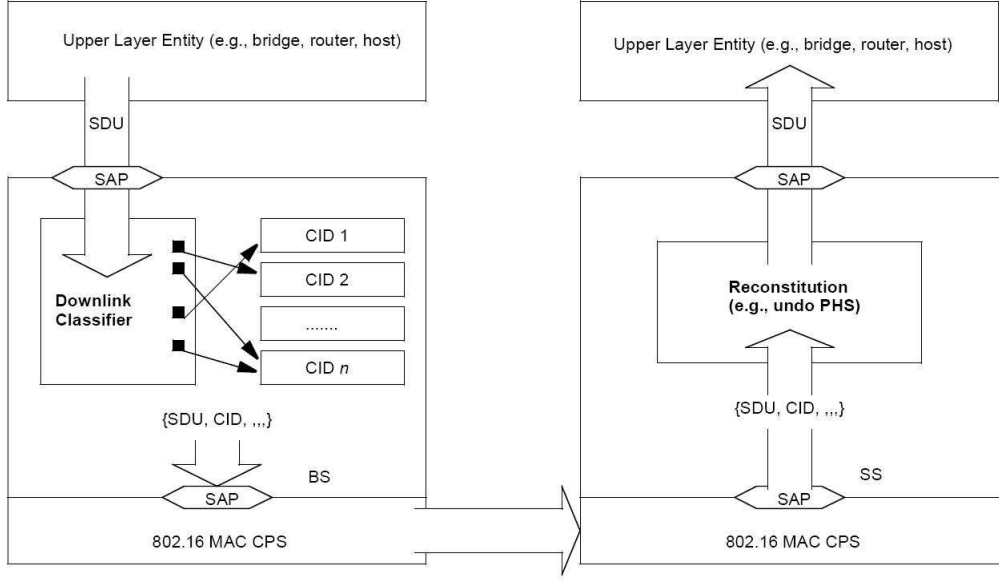 Upper Layer Entity (e.g., bridge, router, host)
SDU
SAP
Downlink
Classifier
CID 1
CID 2
.......
CID n
{SDU, CID, ,,,}
BS
SAP
802.16 MAC CPS
Upper Layer Entity (e.g., bridge, router, host)
SDU
SAP
Reconstitution
(e.g., undo PHS)
{SDU, CID, ,,,}
SS
SAP
802.16 MAC CPS